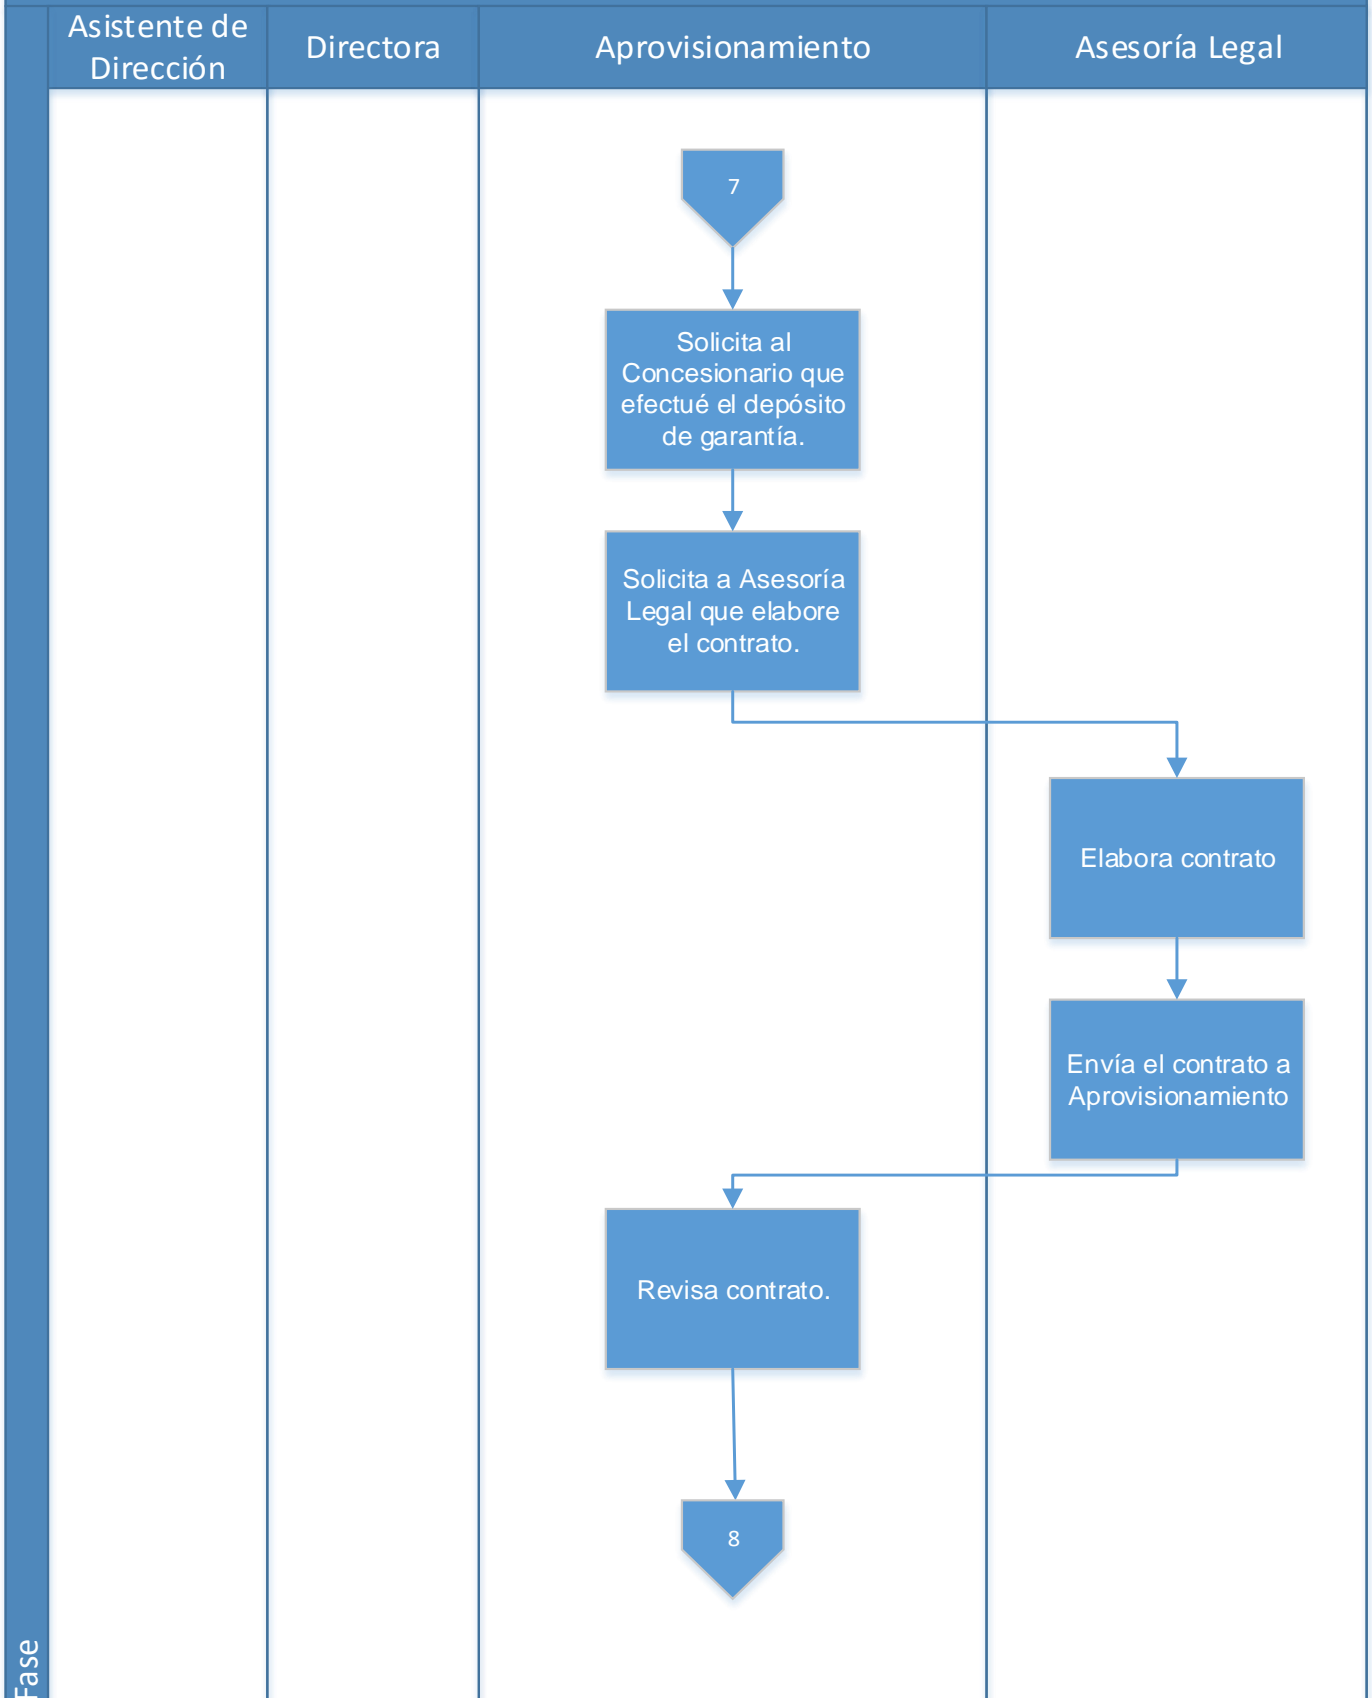 Asistente de
Dirección
Directora
Aprovisionamiento
Asesoría Legal
7
Solicita al
Concesionario que
efectué el depósito
de garantía.
Solicita a Asesoría
Legal que elabore
el contrato.
Elabora contrato
Envía el contrato a
Aprovisionamiento
Revisa contrato.
8
Fase